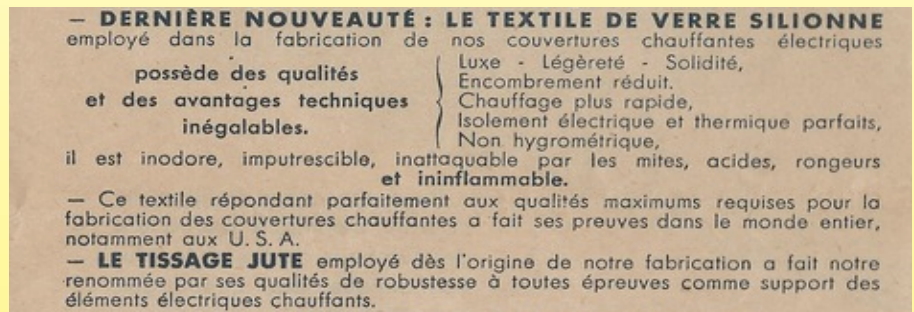 — DERNIÈRE NOUVEAUTÉ : LE TEXTILE DE VERRE SILIONNE
employé dans la fabrication de nos couvertures chauffantes électriques
possède des qualités
et des avantages techniques
inégalables.
Luxe - Légèreté - Solidité,
Encombrement réduit.
Chauffage plus rapide,
Isolement électrique et thermique parfaits,
Non hygrométrique,
il est inodore, imputrescible, inattaquable par les mites, acides, rongeurs
et ininflammable.
— Ce textile répondant parfaitement aux qualités maximums requises pour la
fabrication des couvertures chauffantes a fait ses preuves dans le monde entier,
notamment aux U. S. A.
— LE TISSAGE JUTE employé dès l'origine de notre fabrication a fait notre
renommée par ses qualités de robustesse à toutes épreuves comme support des
éléments électriques chauffants.